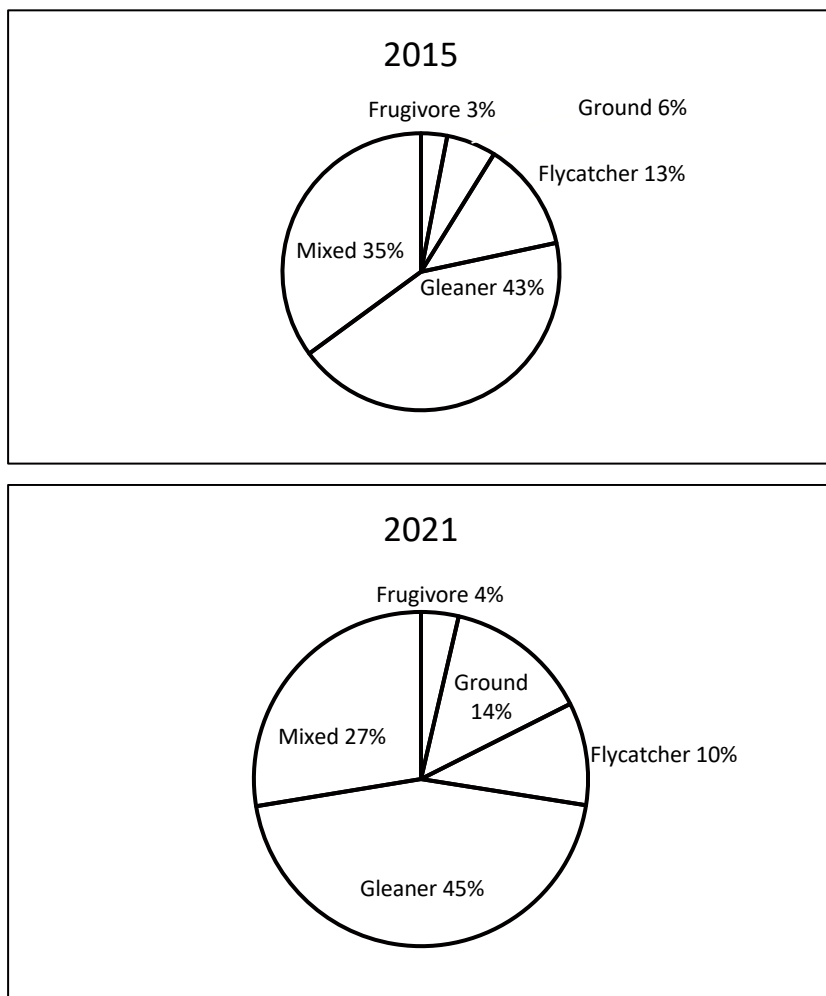 2015
Frugivore 3%
Ground 6%
Flycatcher 13%
Mixed 35%
Gleaner 43%
2021
Frugivore 4%
Ground
14%
Mixed 27%
Flycatcher 10%
Gleaner 45%